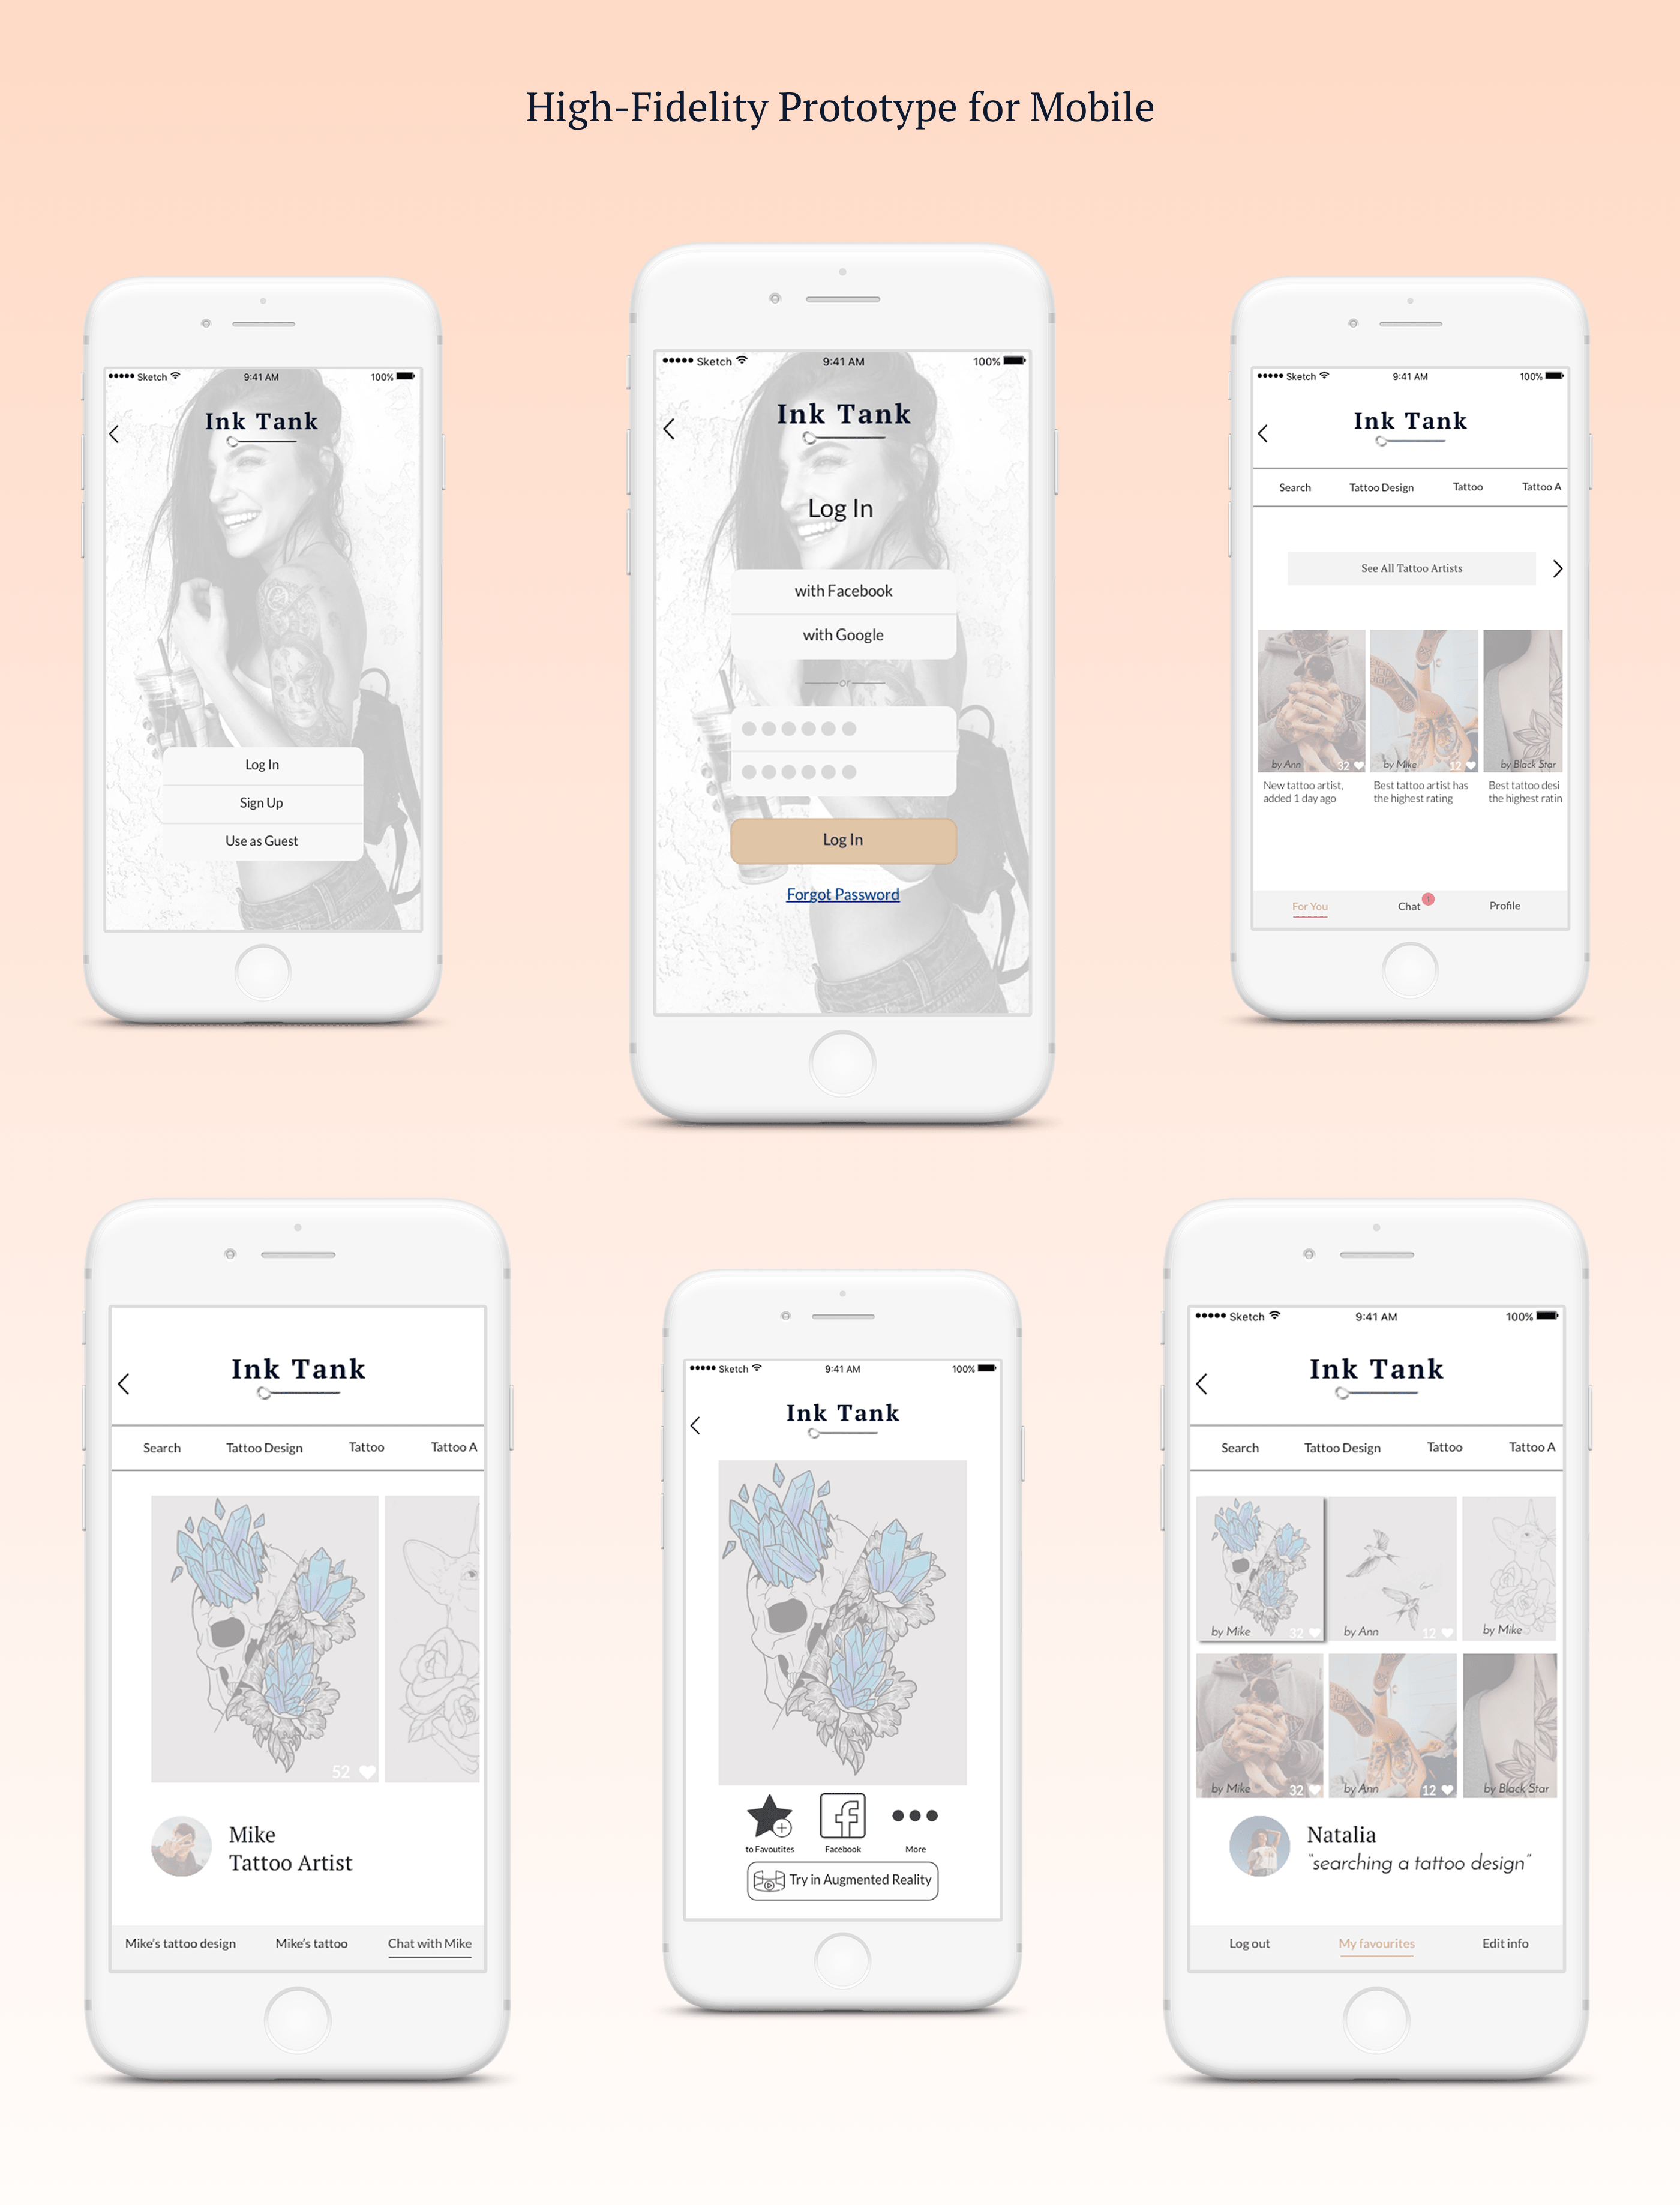 High-Fidelity Prototype for Mobile
Sketch 9:41 AM 100%
Ink Tank
Log In
Sign Up
Use as Guest
Sketch 9:41 AM 100%
Ink Tank
Log In
with Facebook
with Google
or
Log In
Forgot Password
Sketch 9:41 AM 100%
Ink Tank
Search Tattoo Design Tattoo Tattoo A
See All Tattoo Artists
by Ann 32 by Mike 12 by Black Star
New tattoo artist, Best tattoo artist has Best tattoo desi
added 1 day ago the highest rating the highest ratin
For You Chat Profile
Ink Tank
Search Tattoo Design Tattoo Tattoo A
52
Mike
Tattoo Artist
Mike's tattoo design Mike's tattoo Chat with Mike
Sketch 9:41 AM 100%
Ink Tank
to Favoutites Facebook More
Try in Augmented Reality
Sketch 9:41 AM 100%
Ink Tank
Search Tattoo Design Tattoo Tattoo A
by Mike 32 by Ann 12 by Mike
by Mike 32 by Ann 12 by Black Star
Natalia
"searching a tattoo design"
Log out My favourites Edit info